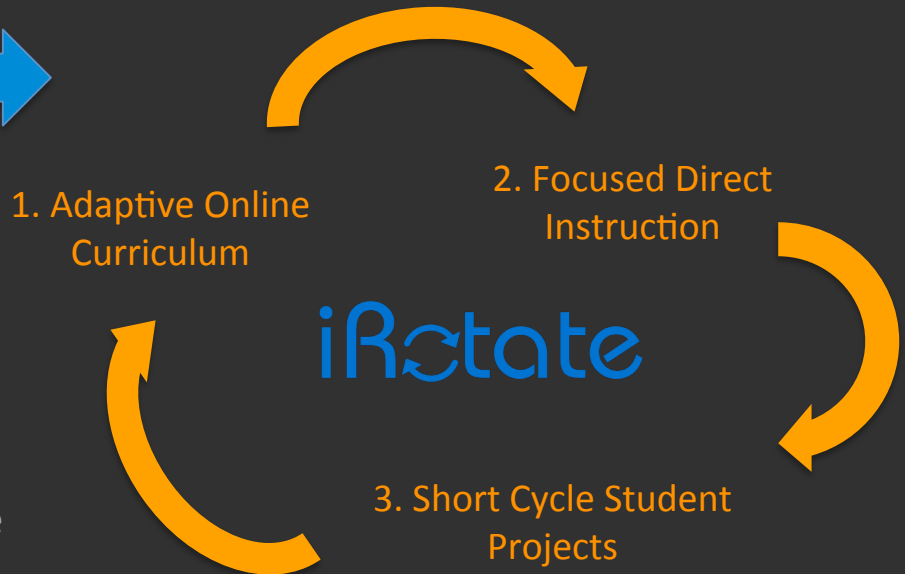 1. Adaptive Online
Curriculum
2. Focused Direct
Instruction
iRotate
3. Short Cycle Student
Projects
e